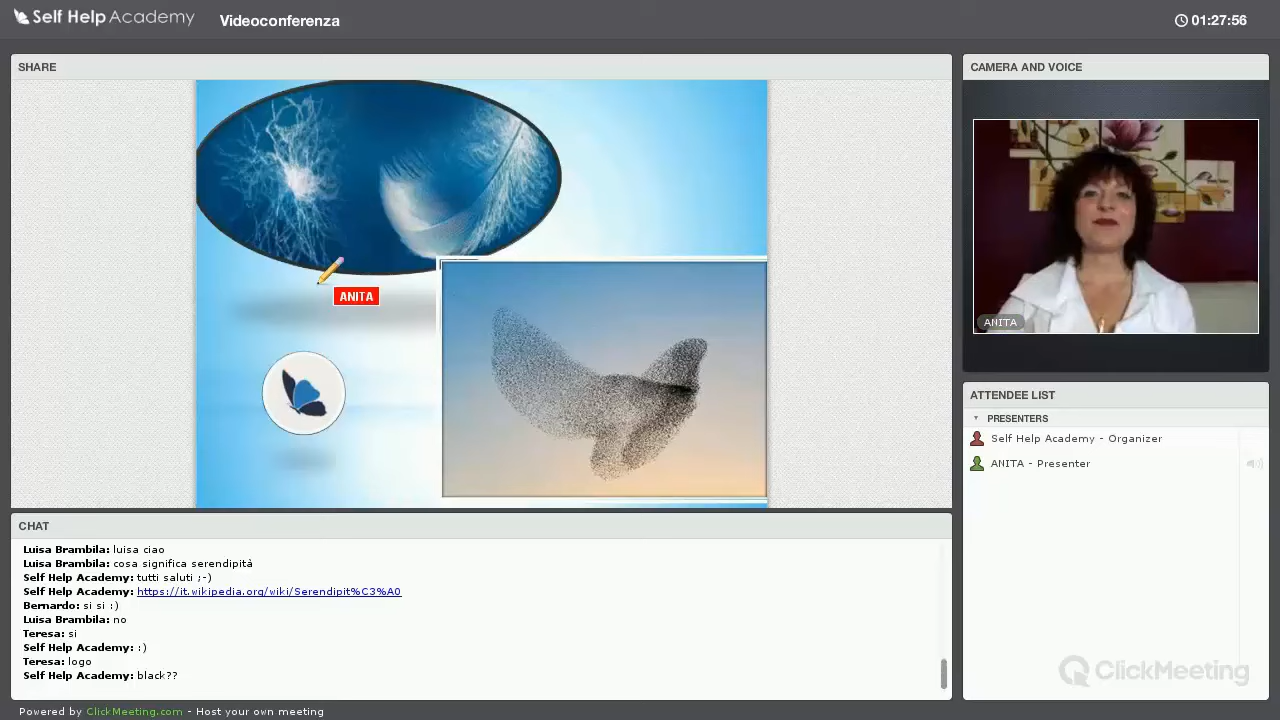 Self Help Academy
Videoconferenza
01:27:56
SHARE
CAMERA AND VOICE
ANITA
ANITA
ATTENDEE LIST
PRESENTERS
Self Help Academy - Organizer
ANITA - Presenter
CHAT
Luisa Brambila: luisa ciao
Luisa Brambila: cosa significa serendipità
Self Help Academy: tutti saluti ;-)
Self Help Academy: https://it.wikipedia.org/wiki/Serendipit%C3%A0
Bernardo: si si :)
Luisa Brambila: no
Teresa: si
Self Help Academy: :)
Teresa: logo
Self Help Academy: black??
ClickMeeting
Powered by ClickMeeting.com - Host your own meeting